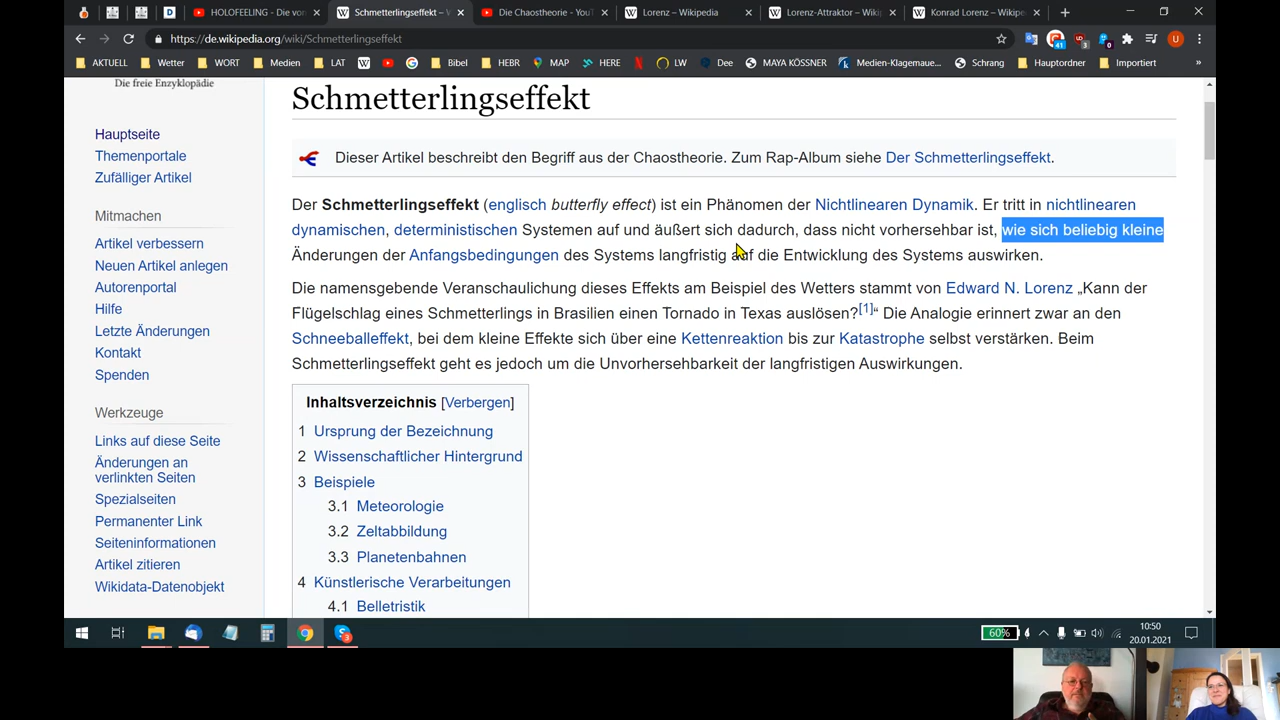 HOLOFEELING - Die vor
Schmetterlingseffekt – W
Die Chaostheorie - YouT
Lorenz – Wikipedia
Lorenz-Attraktor – Wikip
Konrad Lorenz – Wikipe
https://de.wikipedia.org/wiki/Schmetterlingseffekt
AKTUELL Wetter WORT Medien LAT Bibel HEBR MAP HERE LW Dee MAYA KÖSSNER Medien-Klagemaue... Schrang Hauptordner Importiert »
Die freie Enzyklopädie
Hauptseite
Themenportale
Zufälliger Artikel
Mitmachen
Artikel verbessern
Neuen Artikel anlegen
Autorenportal
Hilfe
Letzte Änderungen
Kontakt
Spenden
Werkzeuge
Links auf diese Seite
Änderungen an
verlinkten Seiten
Spezialseiten
Permanenter Link
Seiteninformationen
Artikel zitieren
Wikidata-Datenobjekt
Schmetterlingseffekt
Dieser Artikel beschreibt den Begriff aus der Chaostheorie. Zum Rap-Album siehe Der Schmetterlingseffekt.
Der Schmetterlingseffekt (englisch butterfly effect) ist ein Phänomen der Nichtlinearen Dynamik. Er tritt in nichtlinearen
dynamischen, deterministischen Systemen auf und äußert sich dadurch, dass nicht vorhersehbar ist, wie sich beliebig kleine
Änderungen der Anfangsbedingungen des Systems langfristig auf die Entwicklung des Systems auswirken.
Die namensgebende Veranschaulichung dieses Effekts am Beispiel des Wetters stammt von Edward N. Lorenz „Kann der
Flügelschlag eines Schmetterlings in Brasilien einen Tornado in Texas auslösen?[1]“ Die Analogie erinnert zwar an den
Schneeballeffekt, bei dem kleine Effekte sich über eine Kettenreaktion bis zur Katastrophe selbst verstärken. Beim
Schmetterlingseffekt geht es jedoch um die Unvorhersehbarkeit der langfristigen Auswirkungen.
Inhaltsverzeichnis [Verbergen]
1 Ursprung der Bezeichnung
2 Wissenschaftlicher Hintergrund
3 Beispiele
3.1 Meteorologie
3.2 Zeltabbildung
3.3 Planetenbahnen
4 Künstlerische Verarbeitungen
4.1 Belletristik
60%
10:50
20.01.2021